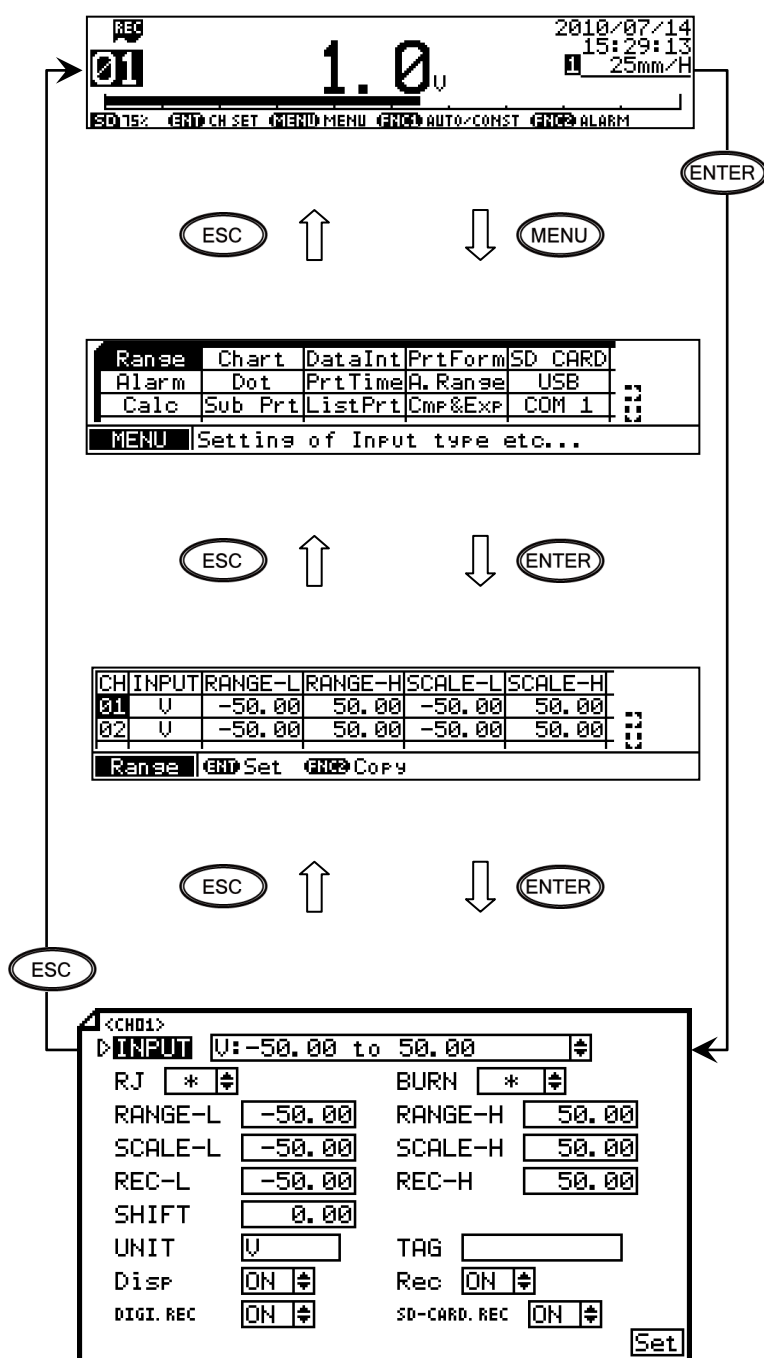 REC
2010/07/14
15:29:13
01 1.0 V 1 25mm/H
SD 75% ENT CH SET MENU MENU FNC1 AUTO/CONST FNC2 ALARM
ENTER
ESC MENU
Range Chart DataInt PrtForm SD CARD
Alarm Dot PrtTime A.Range USB
Calc Sub Prt ListPrt Cmp&Exp COM 1
MENU Setting of Input type etc...
ESC ENTER
CH INPUT RANGE-L RANGE-H SCALE-L SCALE-H
01 V -50.00 50.00 -50.00 50.00
02 V -50.00 50.00 -50.00 50.00
Range ENT Set FNC2 Copy
ESC ENTER
ESC
<CH01>
INPUT V:-50.00 to 50.00
RJ * BURN *
RANGE-L -50.00 RANGE-H 50.00
SCALE-L -50.00 SCALE-H 50.00
REC-L -50.00 REC-H 50.00
SHIFT 0.00
UNIT V TAG
Disp ON Rec ON
DIGI.REC ON SD-CARD.REC ON
Set